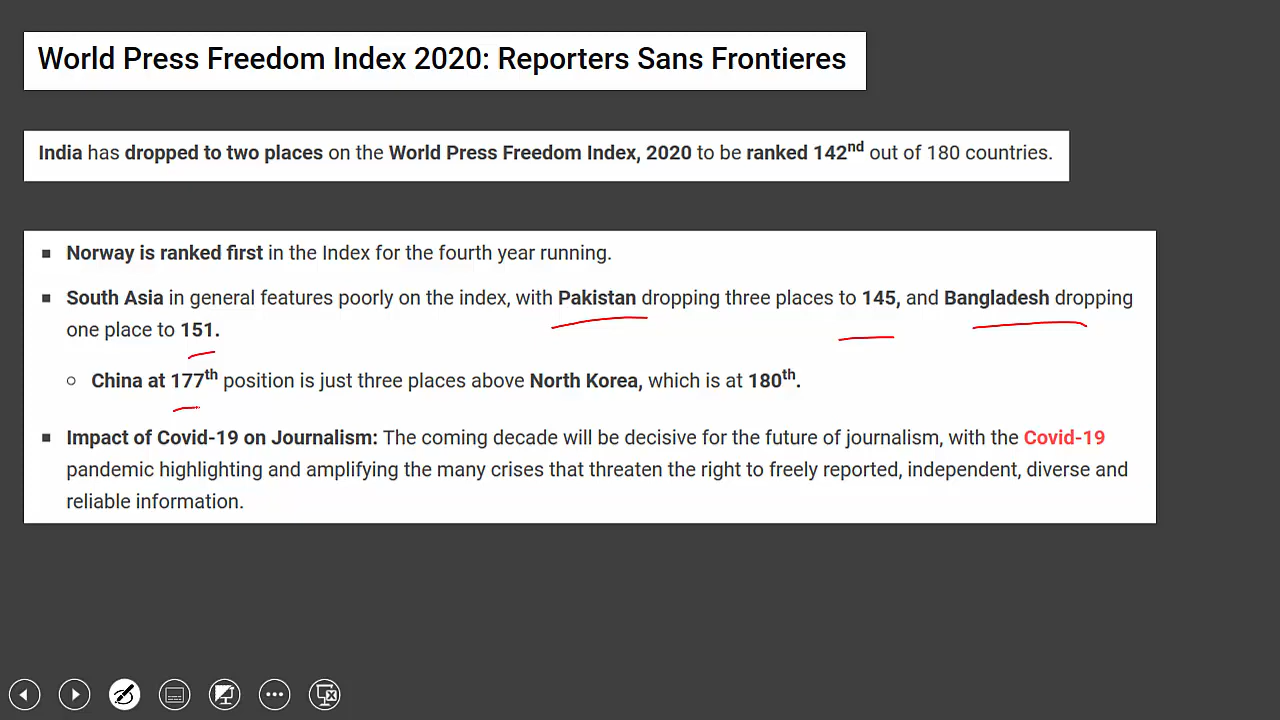 World Press Freedom Index 2020: Reporters Sans Frontieres
India has dropped to two places on the World Press Freedom Index, 2020 to be ranked 142nd out of 180 countries.
▪ Norway is ranked first in the Index for the fourth year running.
▪ South Asia in general features poorly on the index, with Pakistan dropping three places to 145, and Bangladesh dropping
one place to 151.
○ China at 177th position is just three places above North Korea, which is at 180th.
▪ Impact of Covid-19 on Journalism: The coming decade will be decisive for the future of journalism, with the Covid-19
pandemic highlighting and amplifying the many crises that threaten the right to freely reported, independent, diverse and
reliable information.